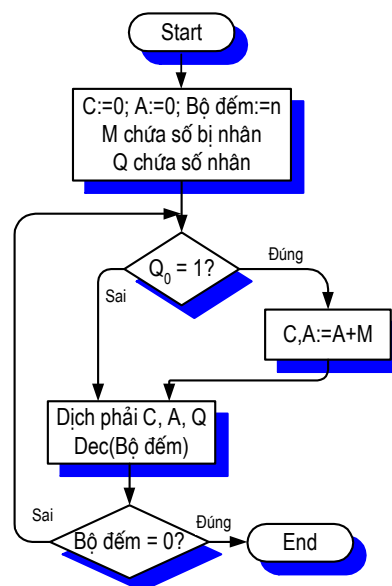 Start
C:=0; A:=0; Bộ đếm:=n
M chứa số bị nhân
Q chứa số nhân
Q0 = 1?
Đúng
Sai
C,A:=A+M
Dịch phải C, A, Q
Dec(Bộ đếm)
Bộ đếm = 0?
Sai
Đúng
End